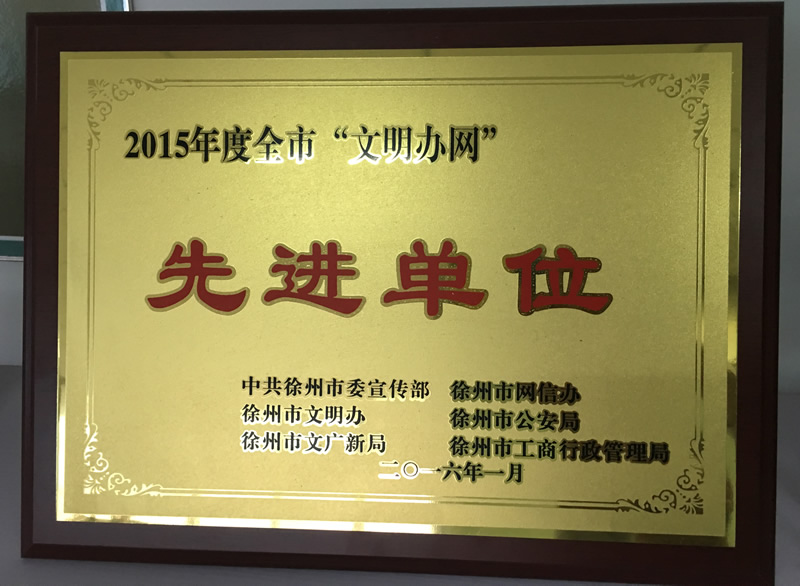 2015年度全市“文明办网”
先进单位
中共徐州市委宣传部 徐州市网信办
徐州市文明办 徐州市公安局
徐州市文广新局 徐州市工商行政管理局
二〇一六年一月